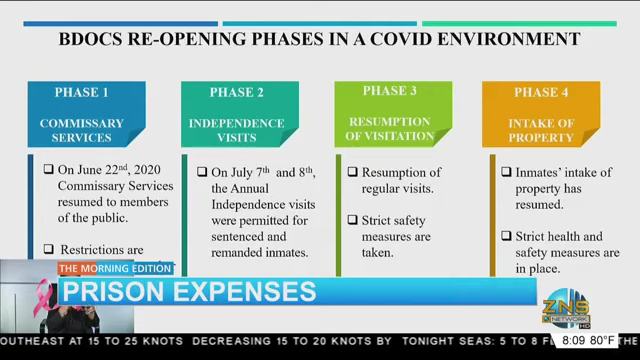 BDOCS RE-OPENING PHASES IN A COVID ENVIRONMENT
PHASE 1
COMMISSARY
SERVICES
❑ On June 22nd, 2020
Commissary Services
resumed to members
of the public.
❑ Restrictions are
PHASE 2
INDEPENDENCE
VISITS
❑ On July 7th and 8th,
the Annual
Independence visits
were permitted for
sentenced and
remanded inmates.
PHASE 3
RESUMPTION
OF VISITATION
❑ Resumption of
regular visits.
❑ Strict safety
measures are
taken.
PHASE 4
INTAKE OF
PROPERTY
❑ Inmates' intake of
property has
resumed.
❑ Strict health and
safety measures are
in place.
THE MORNING EDITION
PRISON EXPENSES
ZNS
NETWORK
HD
OUTHEAST AT 15 TO 25 KNOTS DECREASING 15 TO 20 KNOTS BY TONIGHT SEAS: 5 TO 8 F
8:09 80°F